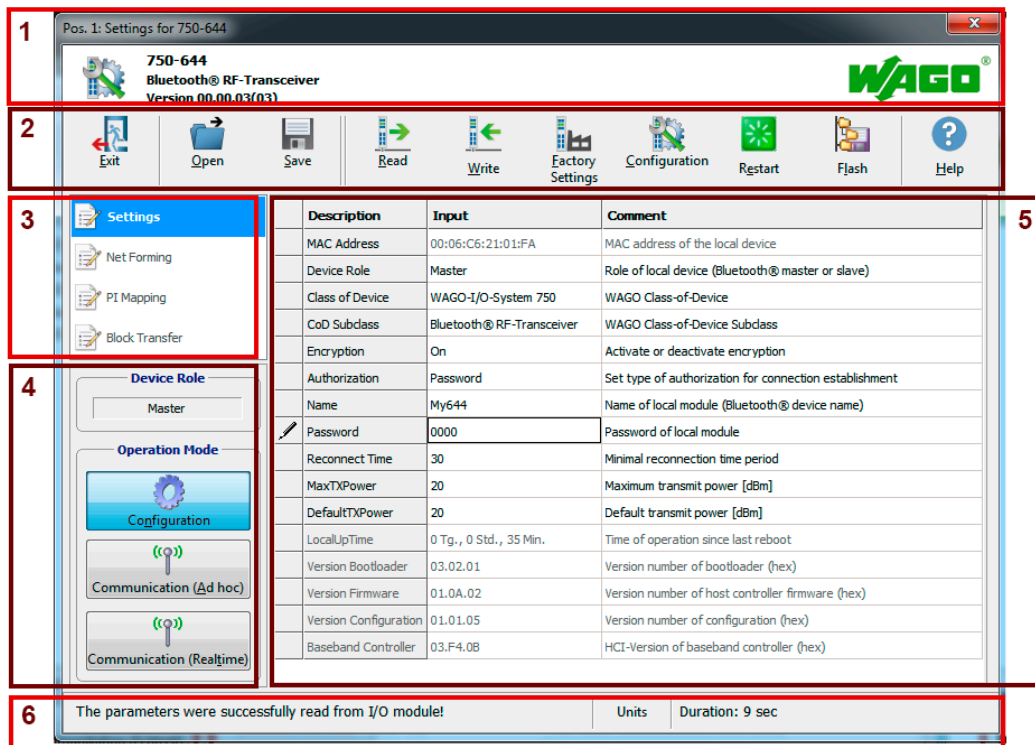 1
Pos. 1: Settings for 750-644
x
750-644
Bluetooth® RF-Transceiver
Version 00.00.03(03)
WAGO®
2
Exit
Open
Save
Read
Write
Factory
Settings
Configuration
Restart
Flash
Help
3
Settings
Net Forming
PI Mapping
Block Transfer
4
Device Role
Master
Operation Mode
Configuration
Communication (Ad hoc)
Communication (Realtime)
5
Description Input Comment
MAC Address 00:06:C6:21:01:FA MAC address of the local device
Device Role Master Role of local device (Bluetooth® master or slave)
Class of Device WAGO-I/O-System 750 WAGO Class-of-Device
CoD Subclass Bluetooth® RF-Transceiver WAGO Class-of-Device Subclass
Encryption On Activate or deactivate encryption
Authorization Password Set type of authorization for connection establishment
Name My644 Name of local module (Bluetooth® device name)
Password 0000 Password of local module
Reconnect Time 30 Minimal reconnection time period
MaxTXPower 20 Maximum transmit power [dBm]
DefaultTXPower 20 Default transmit power [dBm]
LocalUpTime 0 Tg., 0 Std., 35 Min. Time of operation since last reboot
Version Bootloader 03.02.01 Version number of bootloader (hex)
Version Firmware 01.0A.02 Version number of host controller firmware (hex)
Version Configuration 01.01.05 Version number of configuration (hex)
Baseband Controller 03.F4.0B HCI-Version of baseband controller (hex)
6
The parameters were successfully read from I/O module! Units Duration: 9 sec